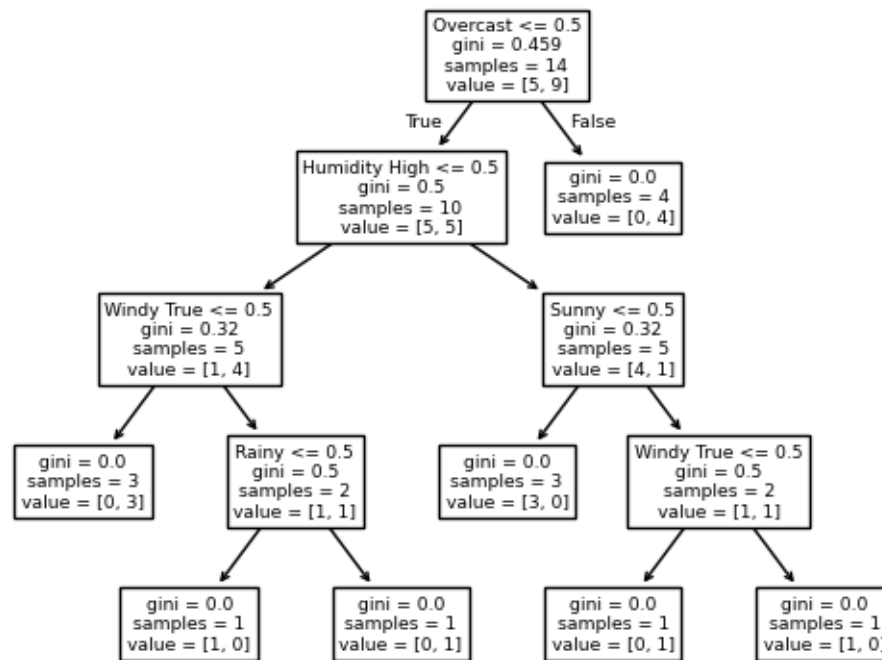 Overcast <= 0.5
gini = 0.459
samples = 14
value = [5, 9]
True
False
Humidity High <= 0.5
gini = 0.5
samples = 10
value = [5, 5]
gini = 0.0
samples = 4
value = [0, 4]
Windy True <= 0.5
gini = 0.32
samples = 5
value = [1, 4]
Sunny <= 0.5
gini = 0.32
samples = 5
value = [4, 1]
gini = 0.0
samples = 3
value = [0, 3]
Rainy <= 0.5
gini = 0.5
samples = 2
value = [1, 1]
gini = 0.0
samples = 3
value = [3, 0]
Windy True <= 0.5
gini = 0.5
samples = 2
value = [1, 1]
gini = 0.0
samples = 1
value = [1, 0]
gini = 0.0
samples = 1
value = [0, 1]
gini = 0.0
samples = 1
value = [0, 1]
gini = 0.0
samples = 1
value = [1, 0]